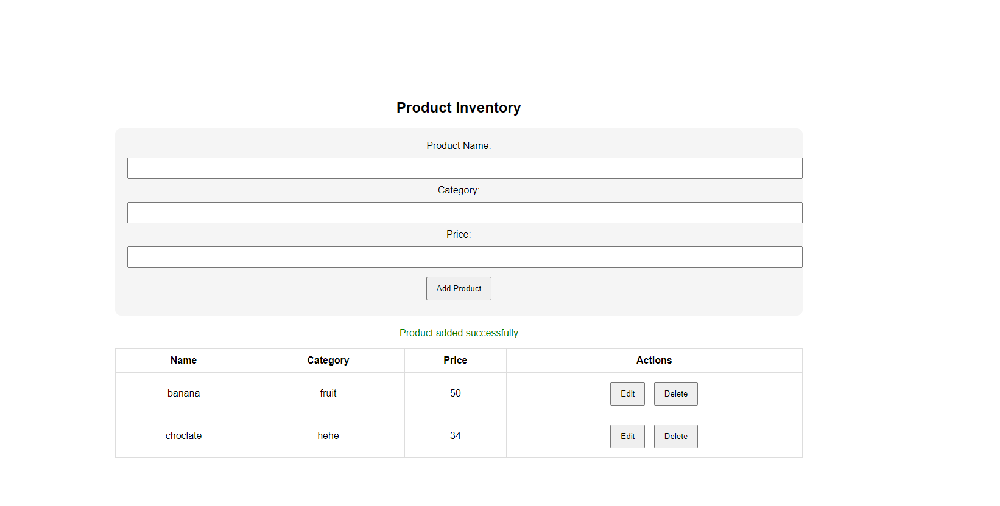 Product Inventory
Product Name:
Category:
Price:
Add Product
Product added successfully
Name Category Price Actions
banana fruit 50 Edit Delete
choclate hehe 34 Edit Delete